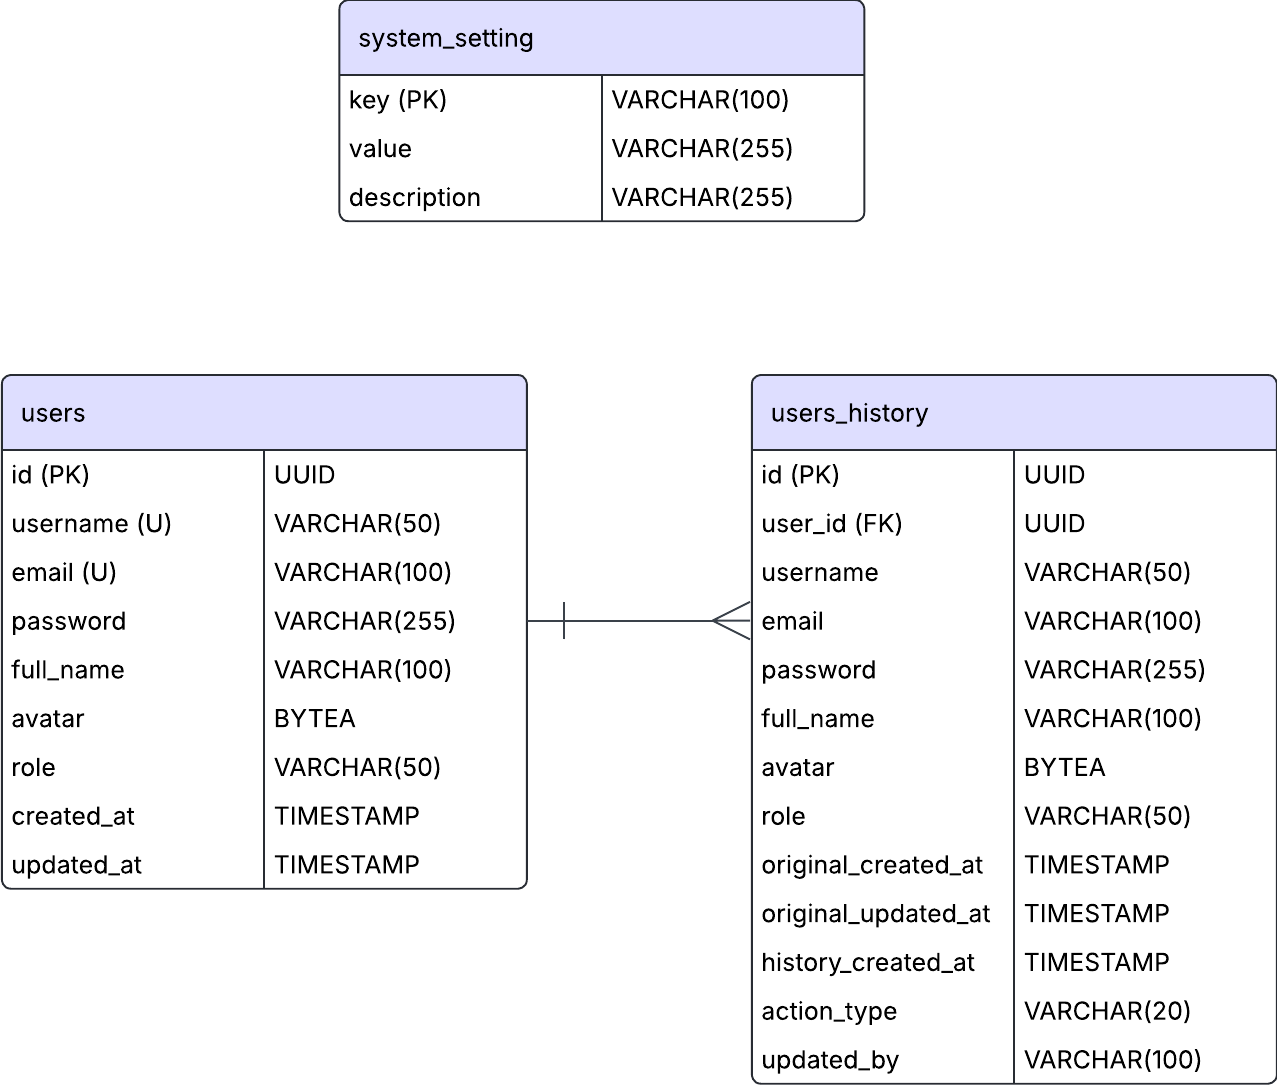 system_setting
key (PK) VARCHAR(100)
value VARCHAR(255)
description VARCHAR(255)
users
id (PK) UUID
username (U) VARCHAR(50)
email (U) VARCHAR(100)
password VARCHAR(255)
full_name VARCHAR(100)
avatar BYTEA
role VARCHAR(50)
created_at TIMESTAMP
updated_at TIMESTAMP
users_history
id (PK) UUID
user_id (FK) UUID
username VARCHAR(50)
email VARCHAR(100)
password VARCHAR(255)
full_name VARCHAR(100)
avatar BYTEA
role VARCHAR(50)
original_created_at TIMESTAMP
original_updated_at TIMESTAMP
history_created_at TIMESTAMP
action_type VARCHAR(20)
updated_by VARCHAR(100)